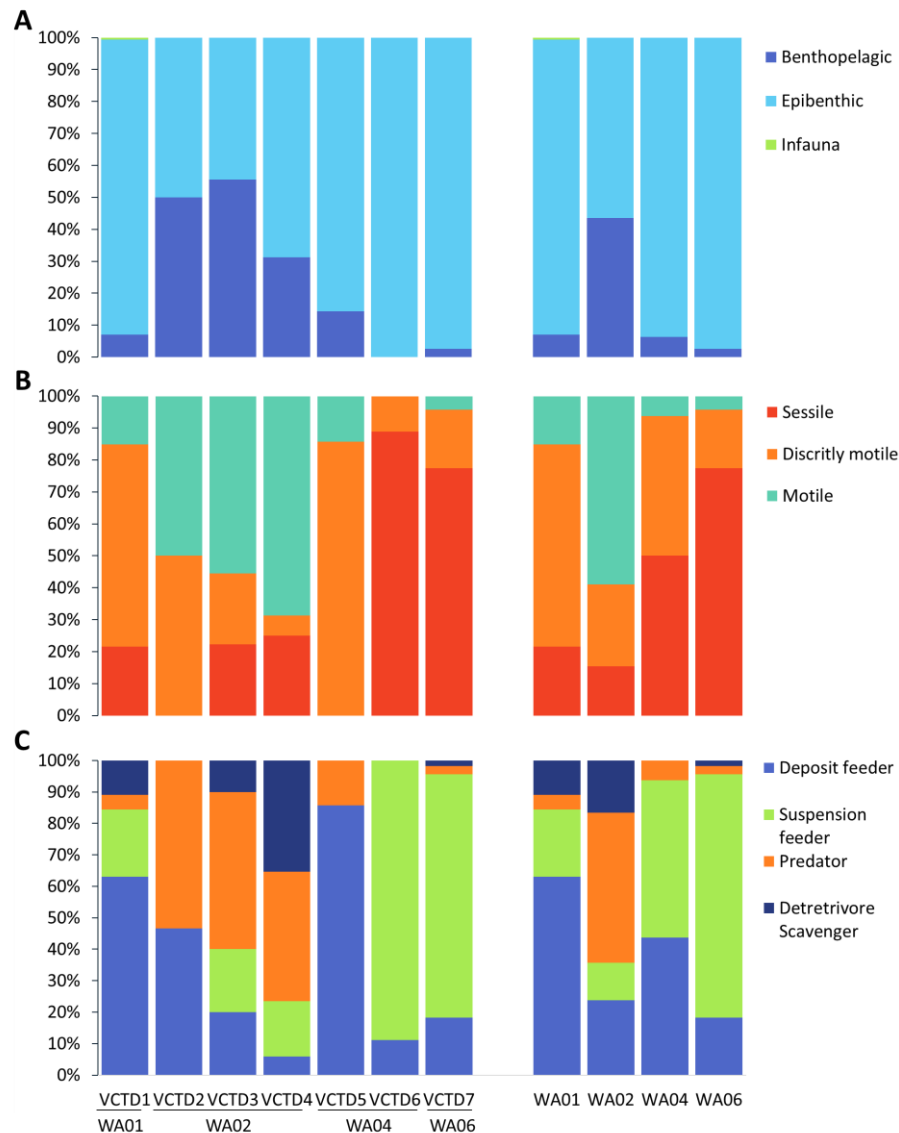 A
100%
90%
80%
70%
60%
50%
40%
30%
20%
10%
0%
Benthopelagic
Epibenthic
Infauna
B
100%
90%
80%
70%
60%
50%
40%
30%
20%
10%
0%
Sessile
Discritly motile
Motile
C
100%
90%
80%
70%
60%
50%
40%
30%
20%
10%
0%
Deposit feeder
Suspension
feeder
Predator
Detretrivore
Scavenger
VCTD1 VCTD2 VCTD3 VCTD4 VCTD5 VCTD6 VCTD7 WA01 WA02 WA04 WA06
WA01 WA02 WA04 WA06